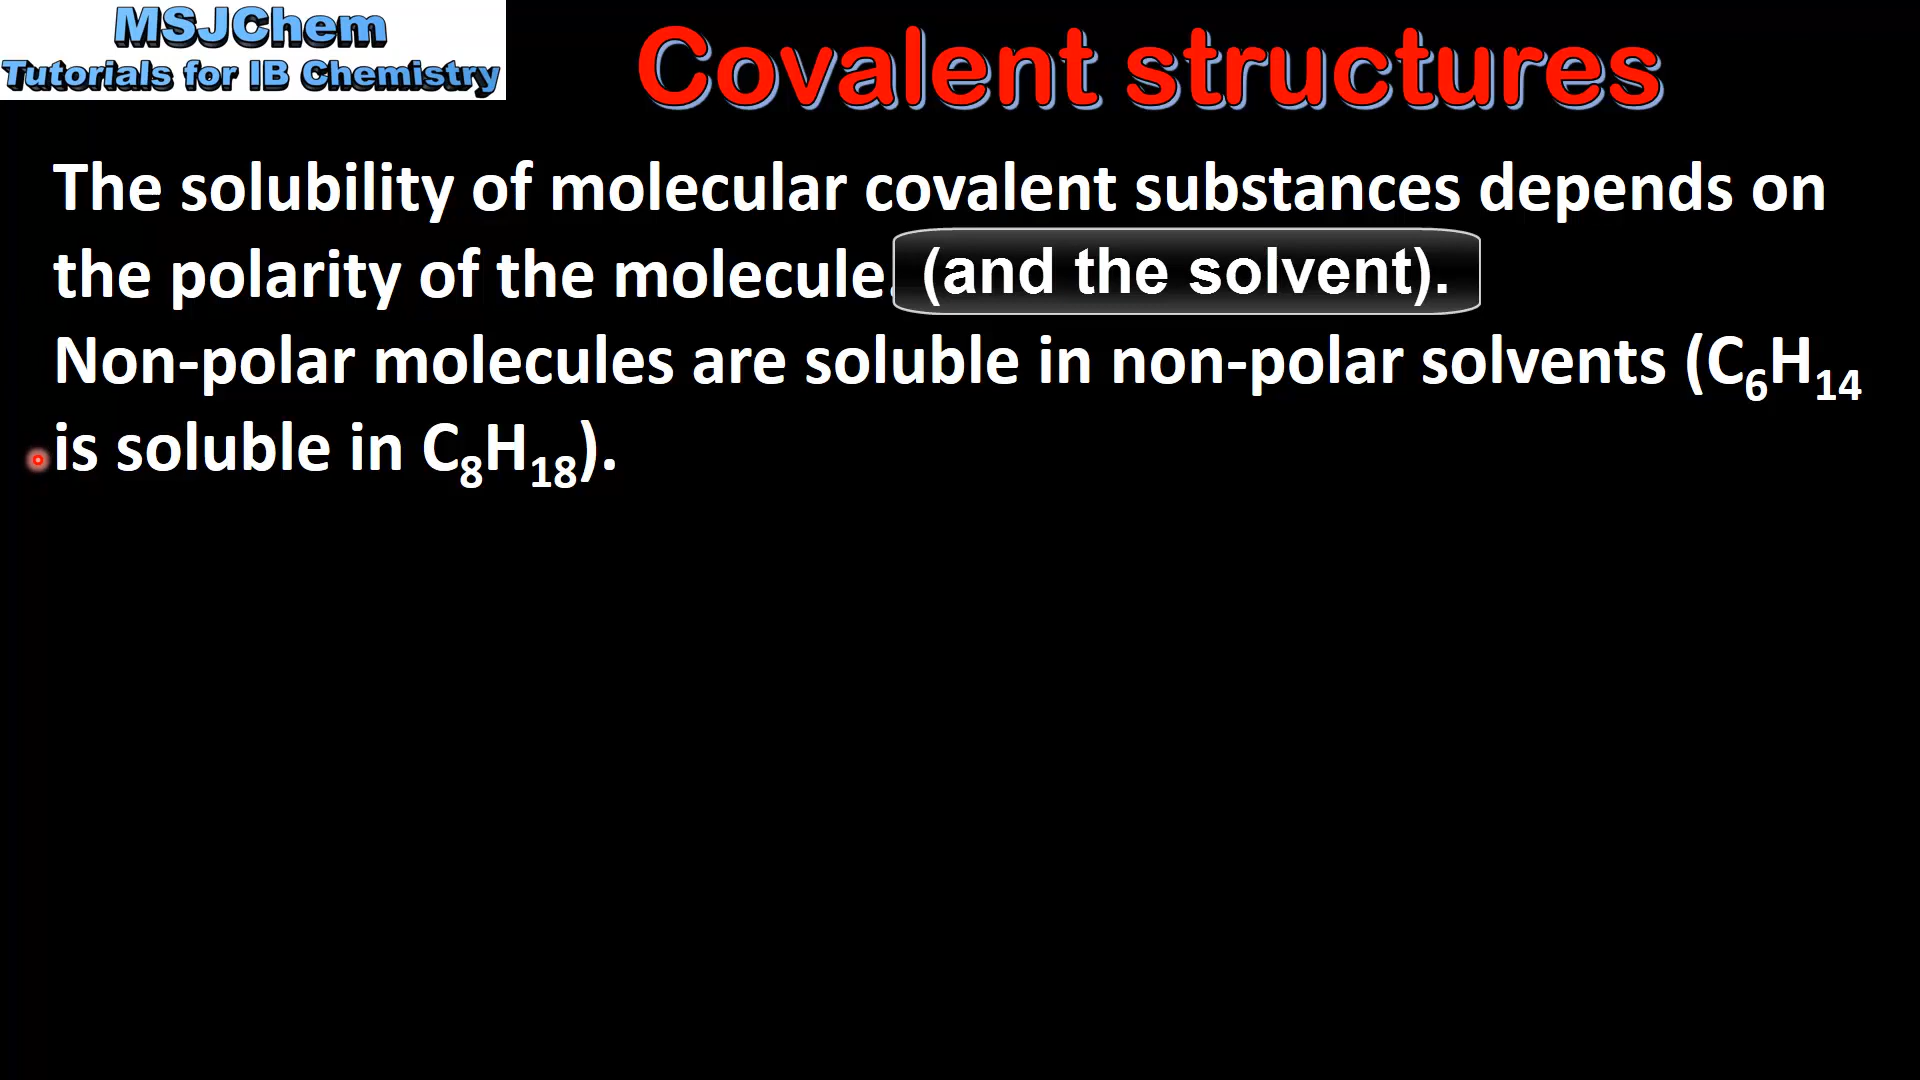 MSJChem
Tutorials for IB Chemistry
Covalent structures
The solubility of molecular covalent substances depends on
the polarity of the molecule. (and the solvent).
Non-polar molecules are soluble in non-polar solvents (C₆H₁₄
is soluble in C₈H₁₈).